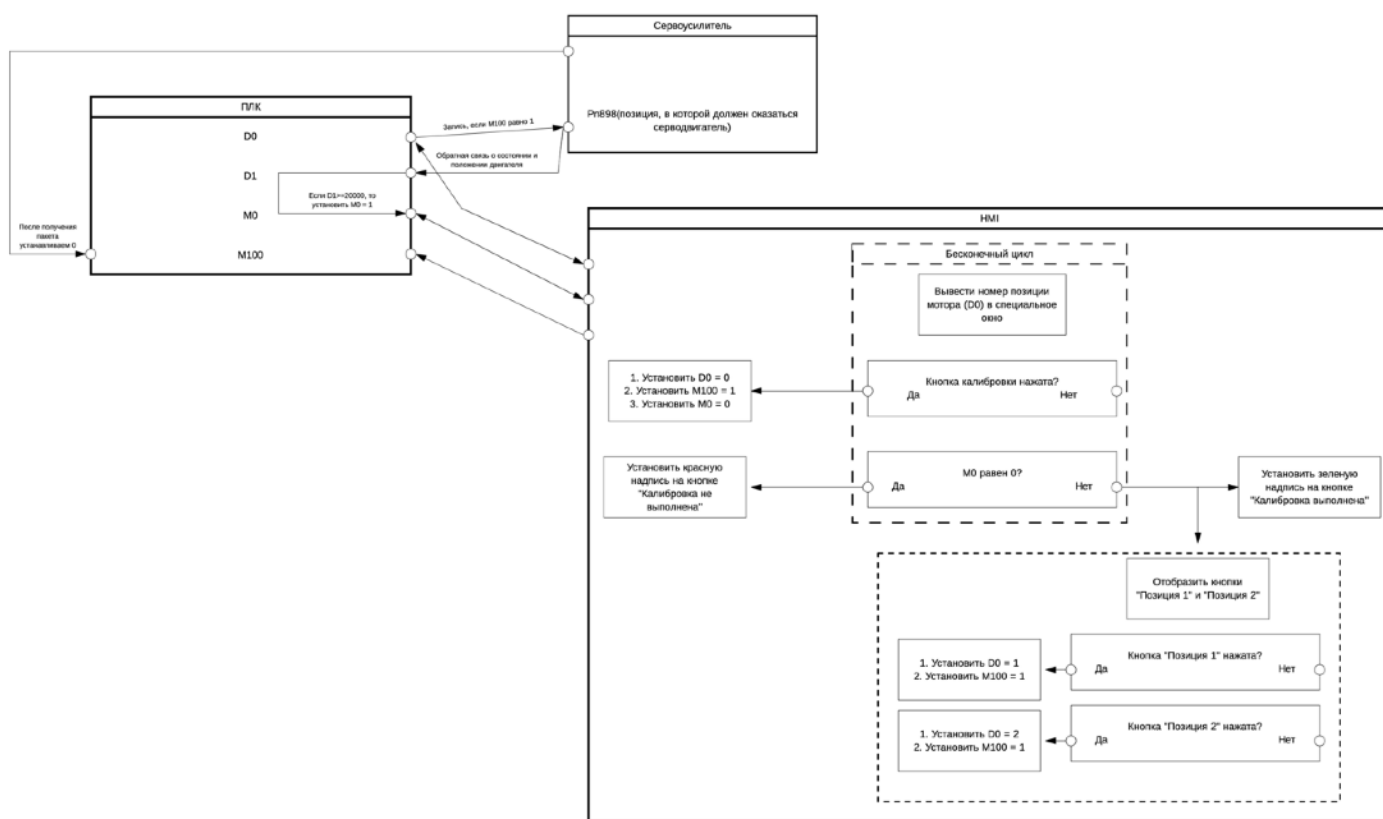 Сервоусилитель
Pn898(позиция, в которой должен оказаться
серводвигатель)
ПЛК
D0
D1
M0
M100
Запись, если M100 равно 1
Обратная связь о состоянии и
положении двигателя
Если D1>=20000, то
установить M0 = 1
После получения
пакета
устанавливаем 0
HMI
Бесконечный цикл
Вывести номер позиции
мотора (D0) в специальное
окно
1. Установить D0 = 0
2. Установить M100 = 1
3. Установить M0 = 0
Кнопка калибровки нажата?
Да
Нет
Установить красную
надпись на кнопке
"Калибровка не
выполнена"
M0 равен 0?
Да
Нет
Установить зеленую
надпись на кнопке
"Калибровка выполнена"
Отобразить кнопки
"Позиция 1" и "Позиция 2"
1. Установить D0 = 1
2. Установить M100 = 1
Кнопка "Позиция 1" нажата?
Да
Нет
1. Установить D0 = 2
2. Установить M100 = 1
Кнопка "Позиция 2" нажата?
Да
Нет